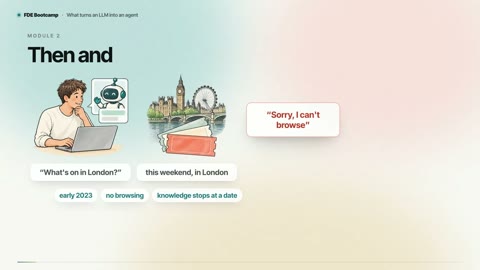 FDE Bootcamp · What turns an LLM into an agent
MODULE 2
Then and
“Sorry, I can't
browse”
“What's on in London?”
this weekend, in London
early 2023
no browsing
knowledge stops at a date